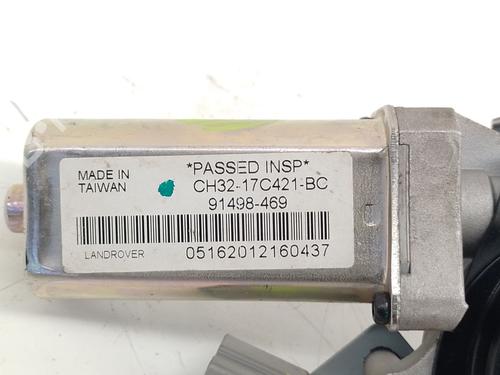 MADE IN
TAIWAN
*PASSED INSP*
CH32-17C421-BC
91498-469
LANDROVER
05162012160437